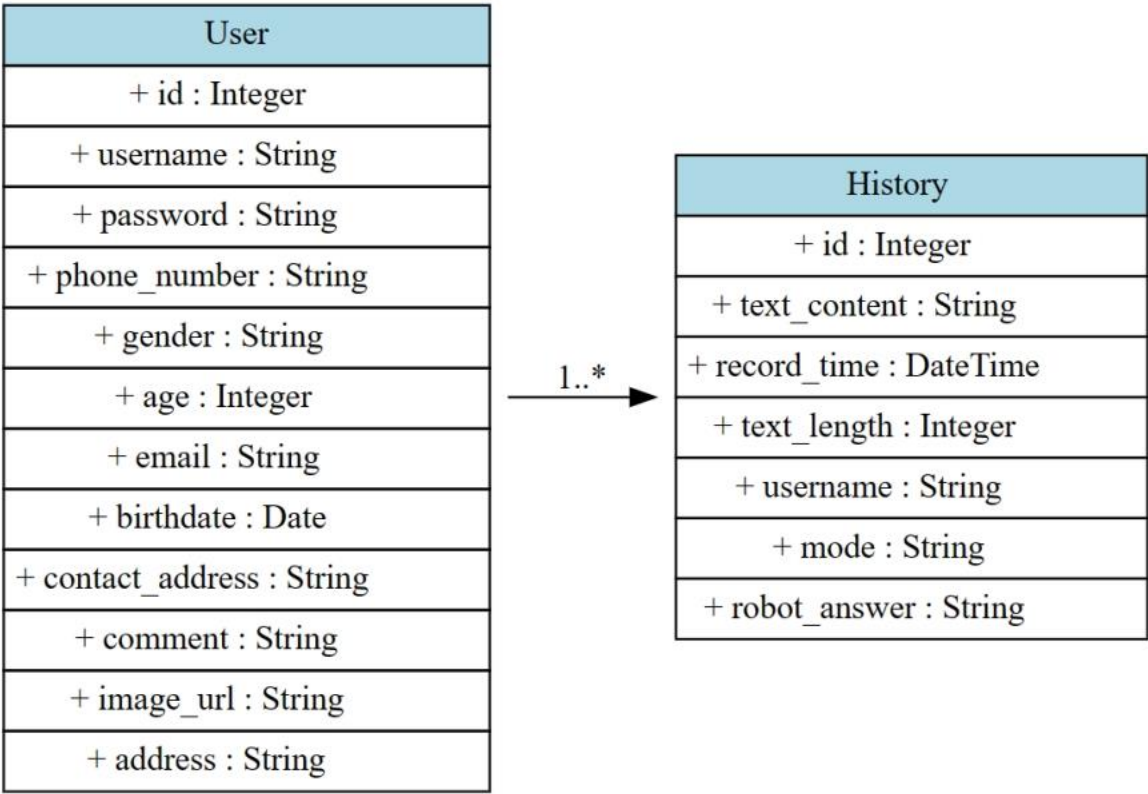 User
+ id : Integer
+ username : String
+ password : String
+ phone_number : String
+ gender : String
+ age : Integer
+ email : String
+ birthdate : Date
+ contact_address : String
+ comment : String
+ image_url : String
+ address : String
1..*
History
+ id : Integer
+ text_content : String
+ record_time : DateTime
+ text_length : Integer
+ username : String
+ mode : String
+ robot_answer : String